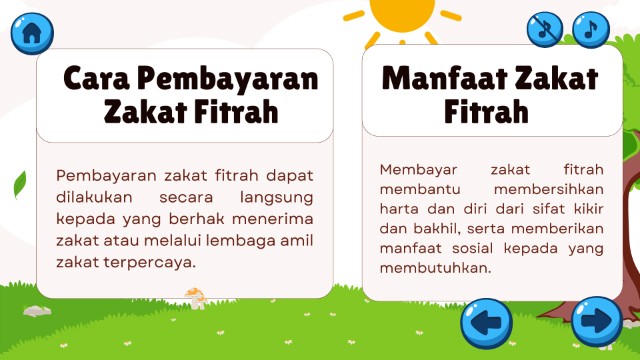 Cara Pembayaran
Zakat Fitrah
Pembayaran zakat fitrah dapat
dilakukan secara langsung
kepada yang berhak menerima
zakat atau melalui lembaga amil
zakat terpercaya.
Manfaat Zakat
Fitrah
Membayar zakat fitrah
membantu membersihkan
harta dan diri dari sifat kikir
dan bakhil, serta memberikan
manfaat sosial kepada yang
membutuhkan.